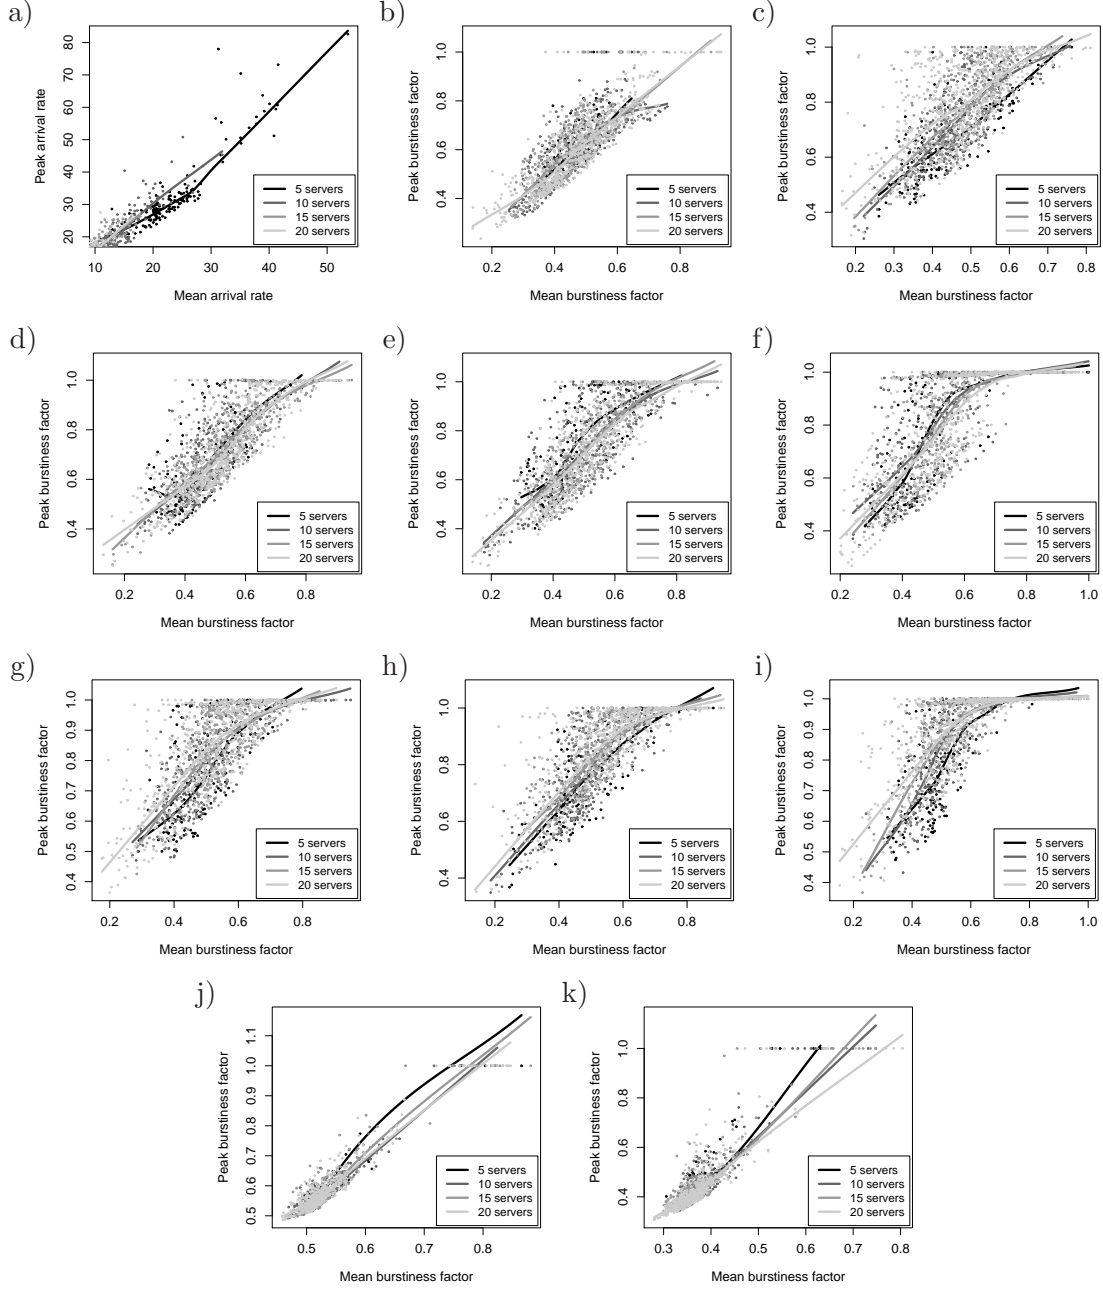 a)
80
70
60
50
40
30
20
Peak arrival rate
10 20 30 40 50
Mean arrival rate
5 servers
10 servers
15 servers
20 servers
b)
1.0
0.8
0.6
0.4
Peak burstiness factor
0.2 0.4 0.6 0.8
Mean burstiness factor
5 servers
10 servers
15 servers
20 servers
c)
1.0
0.8
0.6
0.4
Peak burstiness factor
0.2 0.3 0.4 0.5 0.6 0.7 0.8
Mean burstiness factor
5 servers
10 servers
15 servers
20 servers
d)
1.0
0.8
0.6
0.4
Peak burstiness factor
0.2 0.4 0.6 0.8
Mean burstiness factor
5 servers
10 servers
15 servers
20 servers
e)
1.0
0.8
0.6
0.4
Peak burstiness factor
0.2 0.4 0.6 0.8
Mean burstiness factor
5 servers
10 servers
15 servers
20 servers
f)
1.0
0.8
0.6
0.4
Peak burstiness factor
0.2 0.4 0.6 0.8 1.0
Mean burstiness factor
5 servers
10 servers
15 servers
20 servers
g)
1.0
0.9
0.8
0.7
0.6
0.5
0.4
Peak burstiness factor
0.2 0.4 0.6 0.8
Mean burstiness factor
5 servers
10 servers
15 servers
20 servers
h)
1.0
0.8
0.6
0.4
Peak burstiness factor
0.2 0.4 0.6 0.8
Mean burstiness factor
5 servers
10 servers
15 servers
20 servers
i)
1.0
0.9
0.8
0.7
0.6
0.5
0.4
Peak burstiness factor
0.2 0.4 0.6 0.8 1.0
Mean burstiness factor
5 servers
10 servers
15 servers
20 servers
j)
1.1
1.0
0.9
0.8
0.7
0.6
0.5
Peak burstiness factor
0.5 0.6 0.7 0.8
Mean burstiness factor
5 servers
10 servers
15 servers
20 servers
k)
1.0
0.8
0.6
0.4
Peak burstiness factor
0.3 0.4 0.5 0.6 0.7 0.8
Mean burstiness factor
5 servers
10 servers
15 servers
20 servers